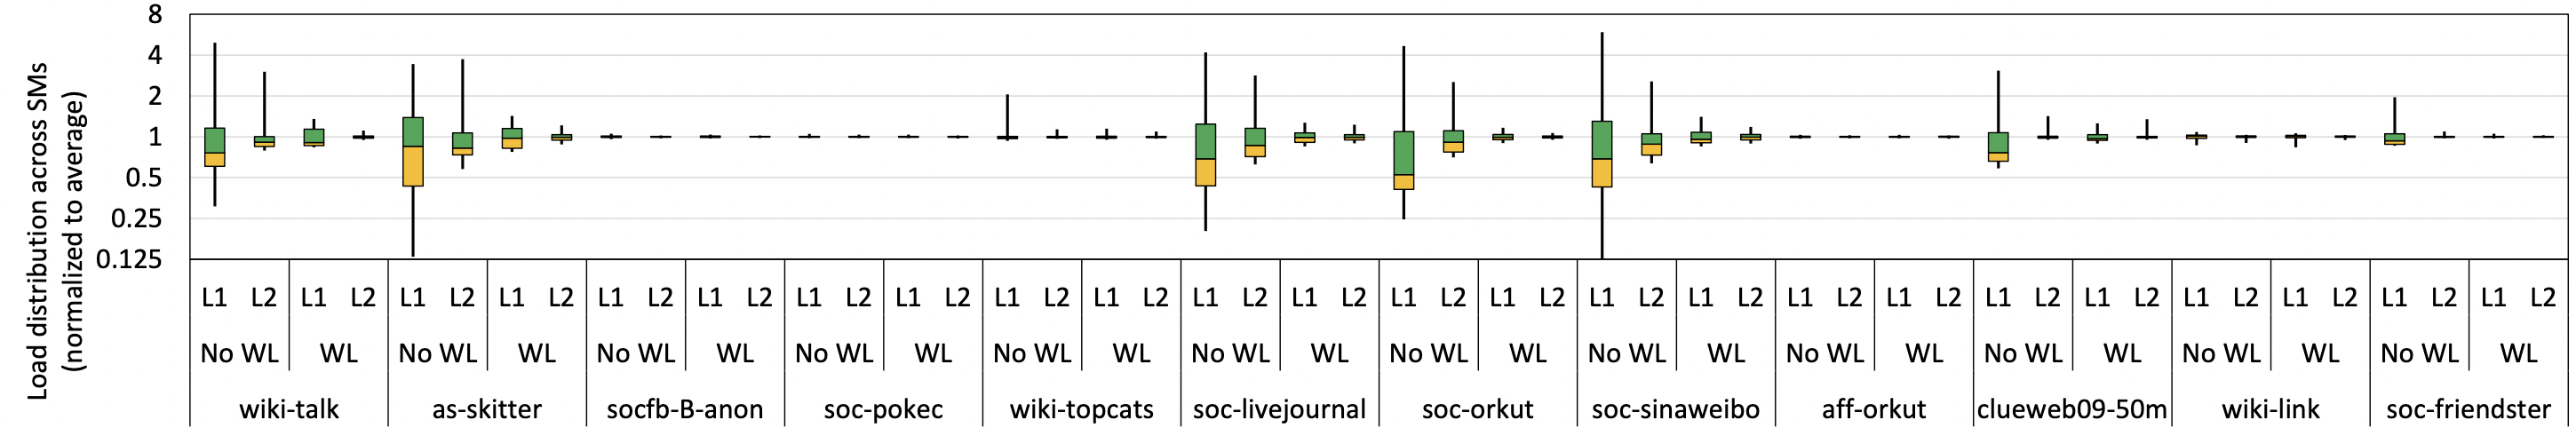 Load distribution across SMs
(normalized to average)
8
4
2
1
0.5
0.25
0.125
L1 L2 L1 L2 L1 L2 L1 L2 L1 L2 L1 L2 L1 L2 L1 L2 L1 L2 L1 L2 L1 L2 L1 L2 L1 L2 L1 L2 L1 L2 L1 L2 L1 L2 L1 L2 L1 L2 L1 L2 L1 L2 L1 L2 L1 L2 L1 L2
No WL WL No WL WL No WL WL No WL WL No WL WL No WL WL No WL WL No WL WL No WL WL No WL WL No WL WL No WL WL
wiki-talk as-skitter socfb-B-anon soc-pokec wiki-topcats soc-livejournal soc-orkut soc-sinaweibo aff-orkut clueweb09-50m wiki-link soc-friendster